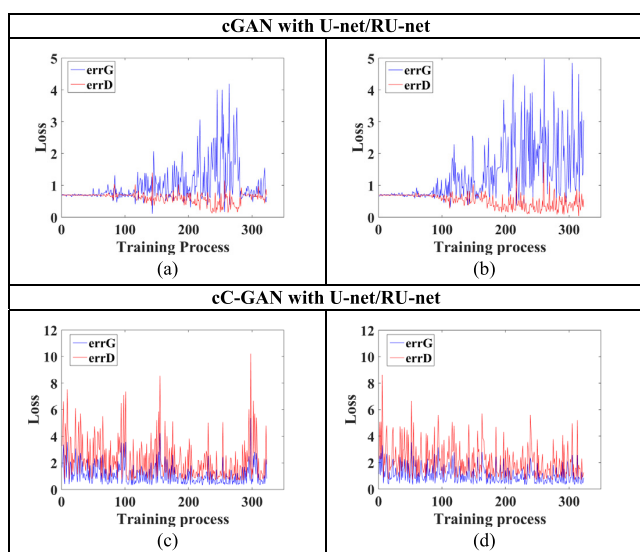 cGAN with U-net/RU-net
5
4
3
2
1
0
Loss
errG
errD
0 100 200 300
Training Process
(a)
5
4
3
2
1
0
Loss
errG
errD
0 100 200 300
Training process
(b)
cC-GAN with U-net/RU-net
12
10
8
6
4
2
0
Loss
errG
errD
0 100 200 300
Training process
(c)
12
10
8
6
4
2
0
Loss
errG
errD
0 100 200 300
Training process
(d)